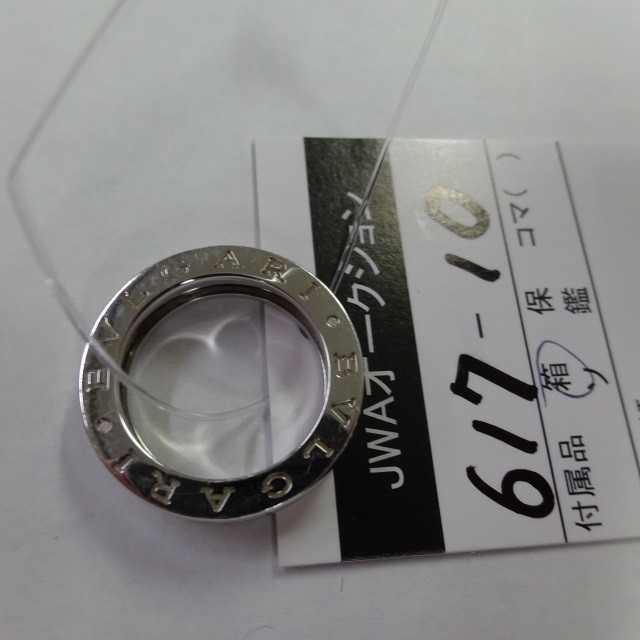 BVLGARI • BVLGARI •
JWAオークション
617-10
付属品 箱 保 コマ( )
鑑